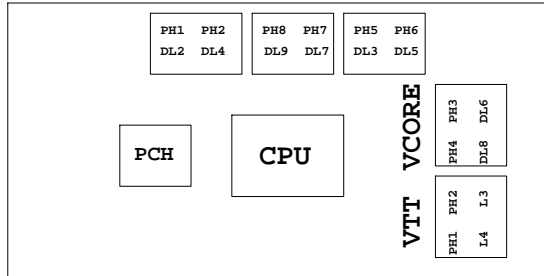 PH1 PH2
DL2 DL4
PH8 PH7
DL9 DL7
PH5 PH6
DL3 DL5
VCORE
PH3 DL6
PH4 DL8
PCH
CPU
VTT
PH2 L3
PH1 L4